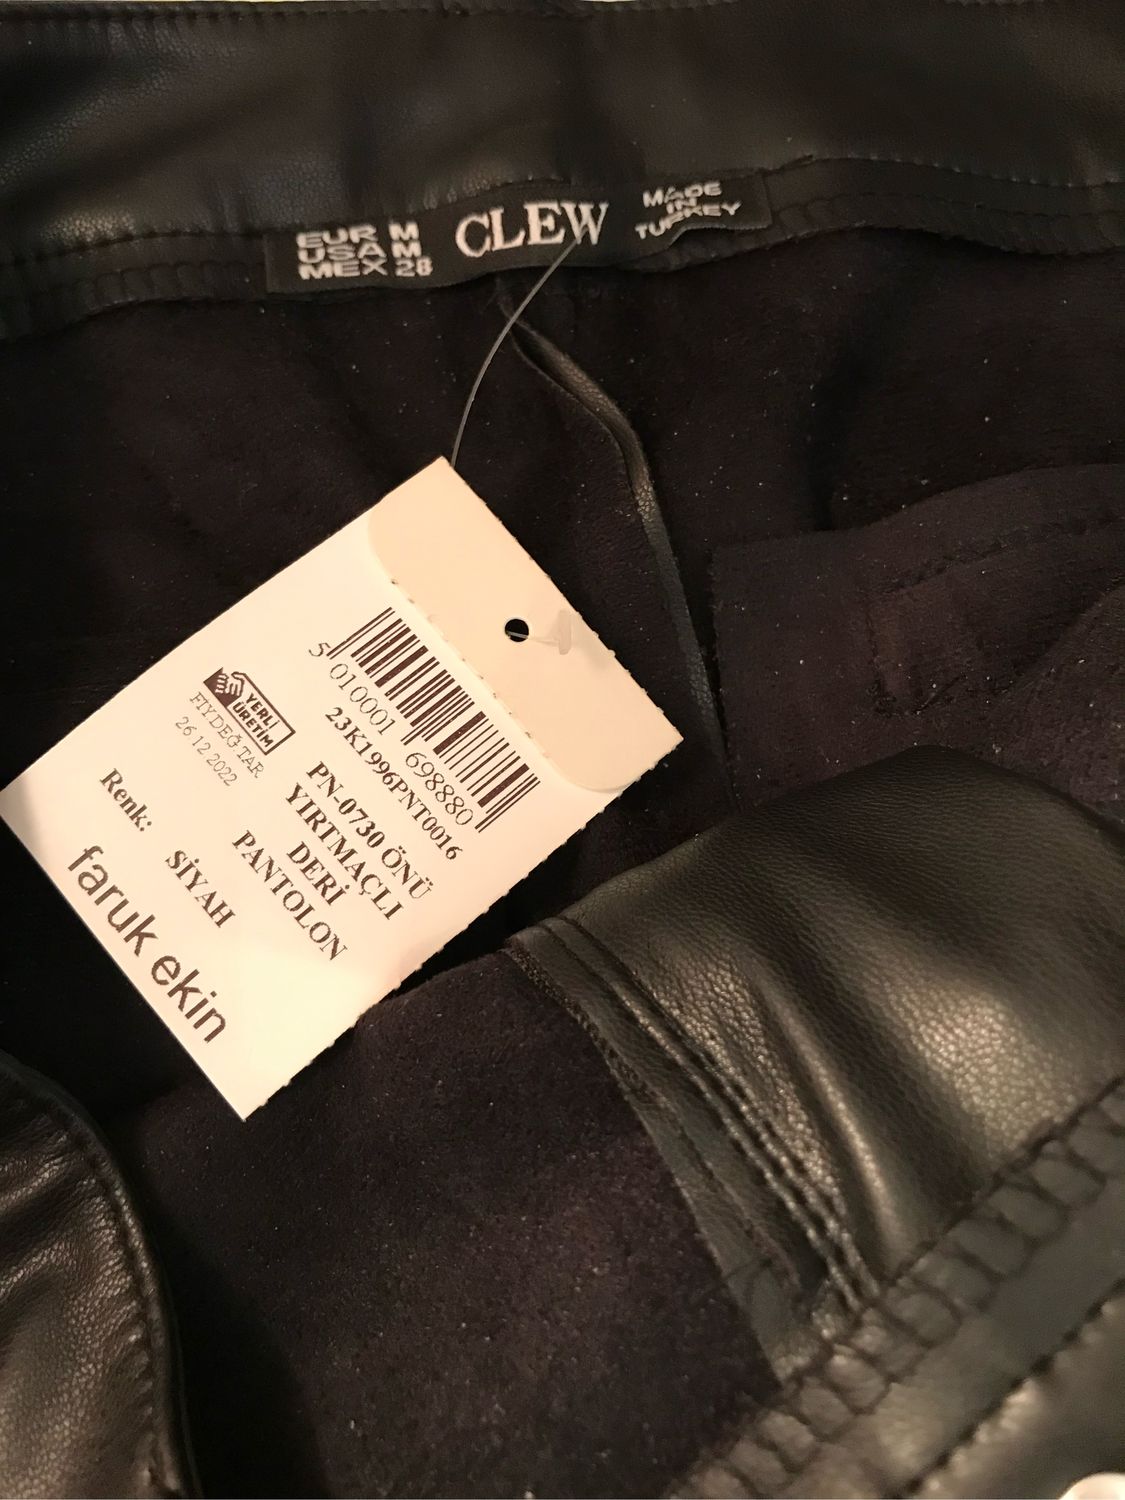 EUR M
USA M
MEX 28
CLEW
MADE
IN
TURKEY
5 010001 698880
23K1996PNT0016
PN-0730 ÖNÜ
YIRTMAÇLI
DERİ
PANTOLON
YERLİ
ÜRETİM
FİY.DEĞ.TAR
26 12 2022
Renk:
SİYAH
faruk ekin